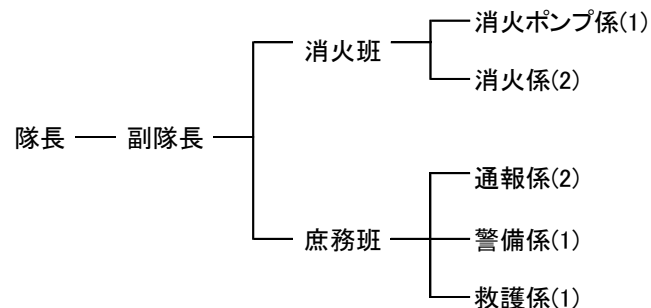 消火ポンプ係(1)
消火班
消火係(2)
隊長
副隊長
通報係(2)
庶務班
警備係(1)
救護係(1)